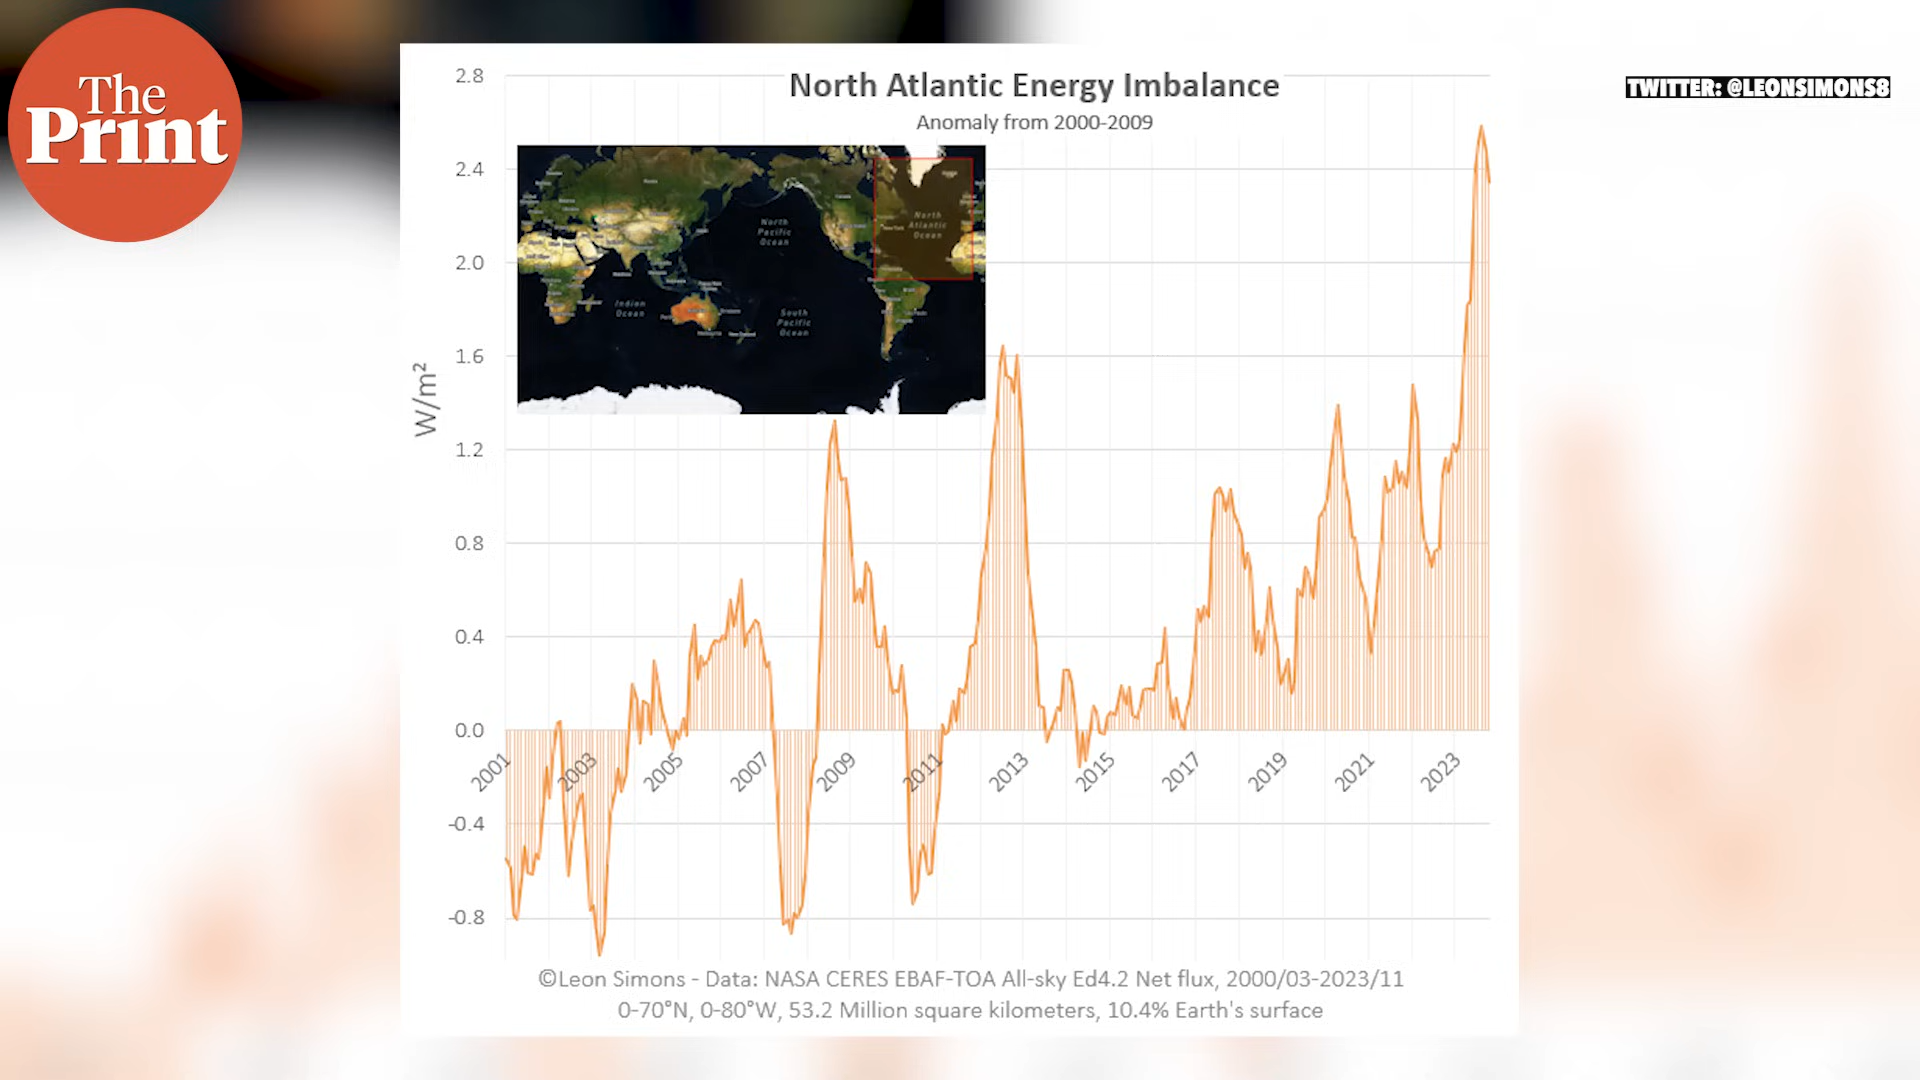 The
Print
TWITTER: @LEONSIMONS8
North Atlantic Energy Imbalance
Anomaly from 2000-2009
2.8
2.4
2.0
1.6
1.2
0.8
0.4
0.0
-0.4
-0.8
W/m²
North
Pacific
Ocean
North
Atlantic
Ocean
Indian
Ocean
South
Pacific
Ocean
2001
2003
2005
2007
2009
2011
2013
2015
2017
2019
2021
2023
©Leon Simons - Data: NASA CERES EBAF-TOA All-sky Ed4.2 Net flux, 2000/03-2023/11
0-70°N, 0-80°W, 53.2 Million square kilometers, 10.4% Earth's surface